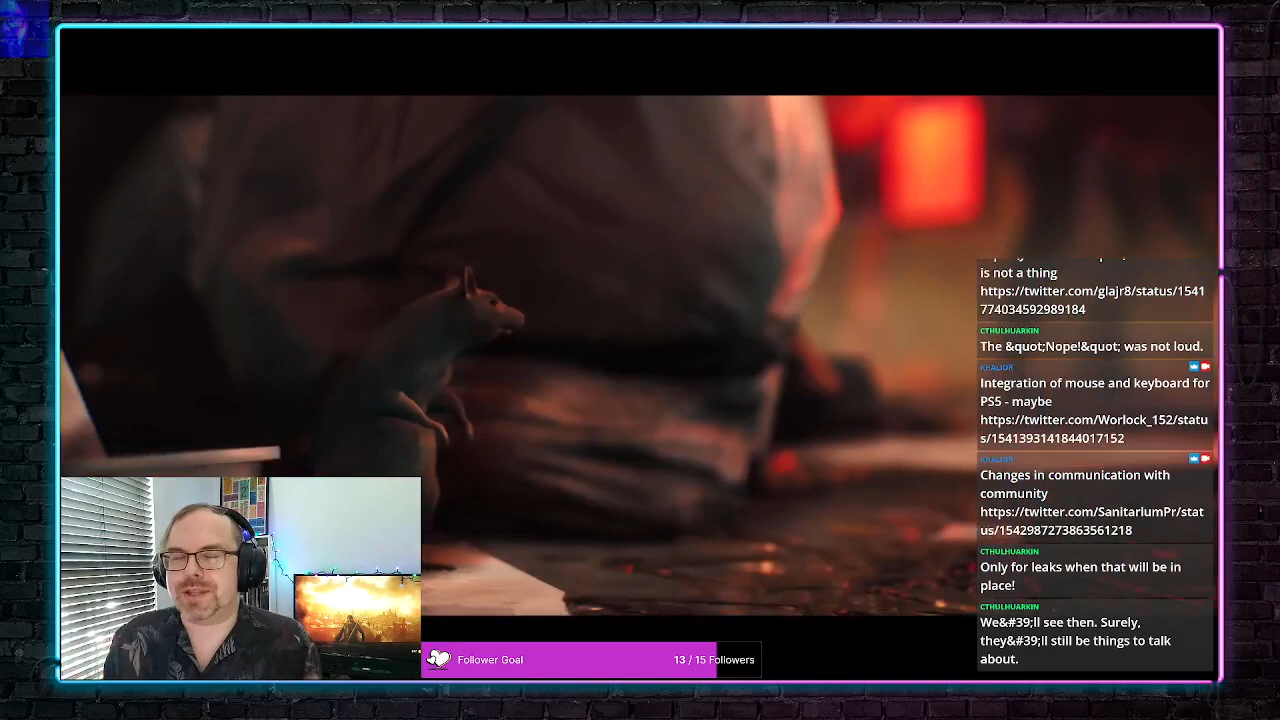 is not a thing
https://twitter.com/glajr8/status/1541
774034592989184
CTHULHUARKIN
The &quot;Nope!&quot; was not loud.
KHALIOR
Integration of mouse and keyboard for
PS5 - maybe
https://twitter.com/Worlock_152/statu
s/1541393141844017152
KHALIOR
Changes in communication with
community
https://twitter.com/SanitariumPr/stat
us/1542987273863561218
CTHULHUARKIN
Only for leaks when that will be in
place!
CTHULHUARKIN
We&#39;ll see then. Surely,
they&#39;ll still be things to talk
about.
Follower Goal
13 / 15 Followers